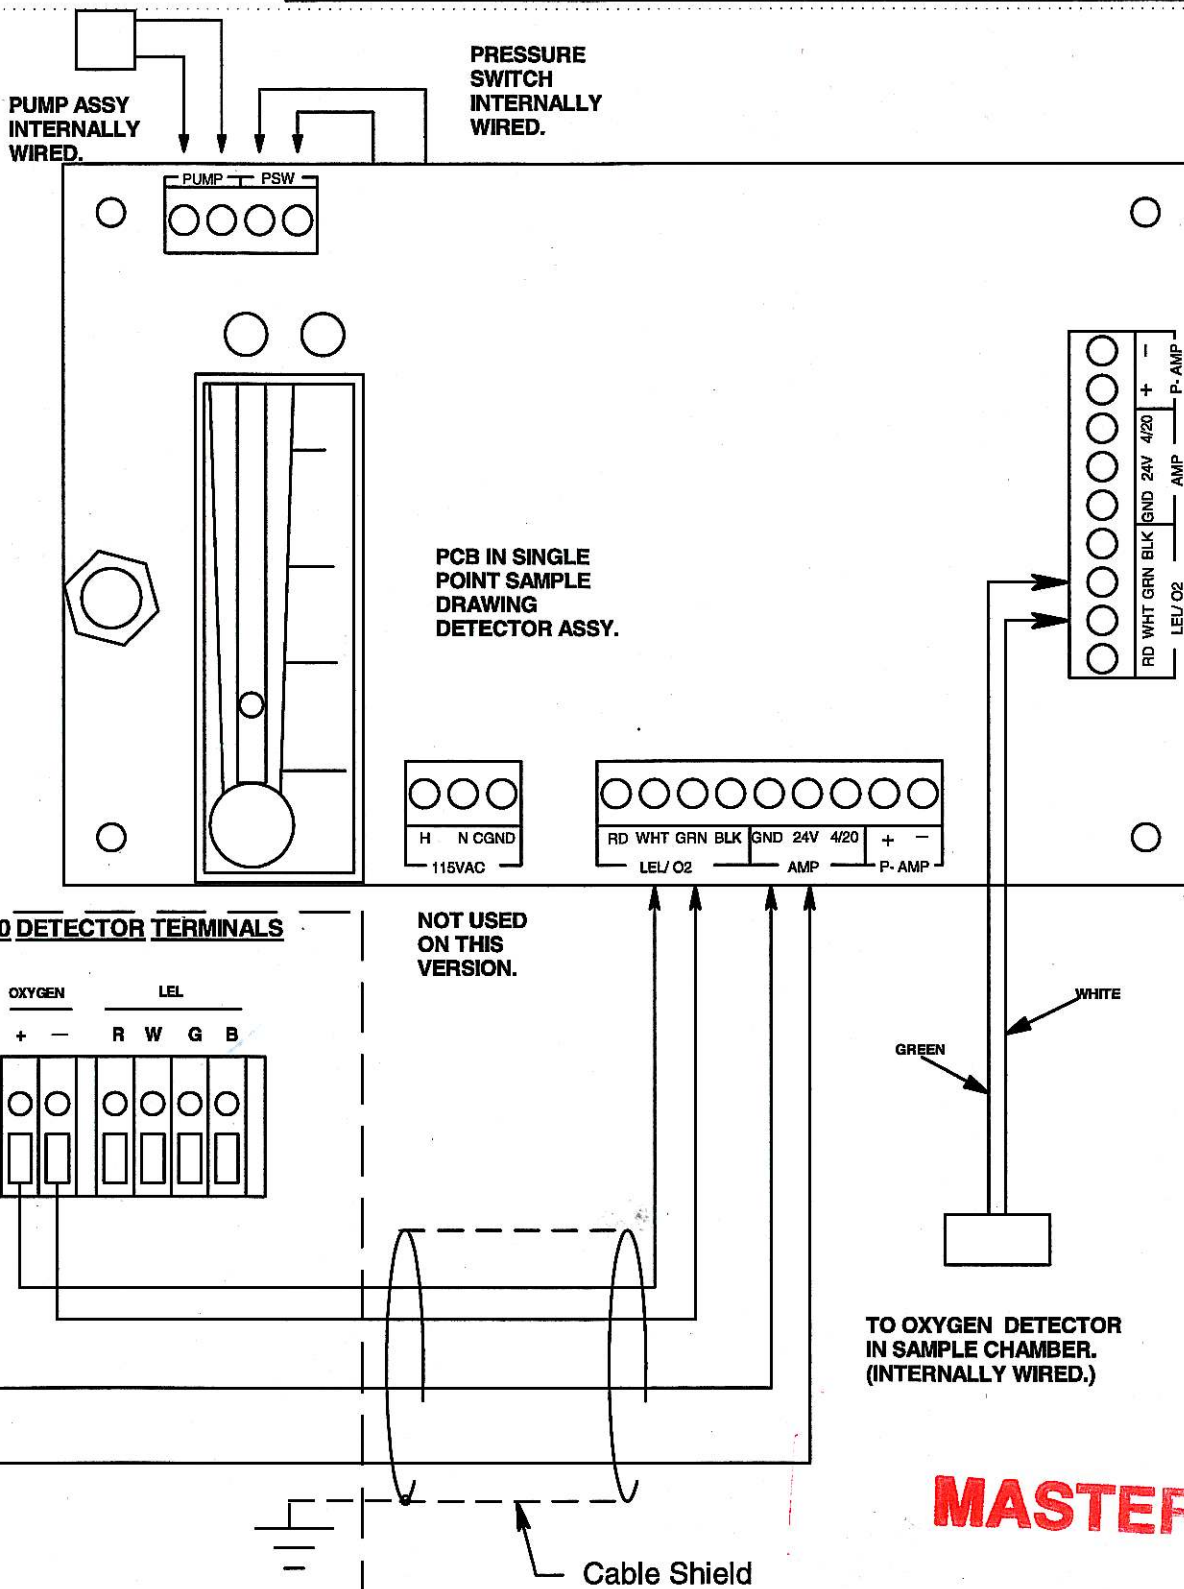 PRESSURE
SWITCH
INTERNALLY
WIRED.
PUMP ASSY
INTERNALLY
WIRED.
PUMP PSW
- + 4/20 24V GND BLK GRN WHT RD
P- AMP AMP LEL/ O2
PCB IN SINGLE
POINT SAMPLE
DRAWING
DETECTOR ASSY.
H N CGND
115VAC
RD WHT GRN BLK GND 24V 4/20 + -
LEL/ O2 AMP P- AMP
0 DETECTOR TERMINALS
NOT USED
ON THIS
VERSION.
OXYGEN LEL
+ - R W G B
WHITE
GREEN
TO OXYGEN DETECTOR
IN SAMPLE CHAMBER.
(INTERNALLY WIRED.)
MASTER
Cable Shield